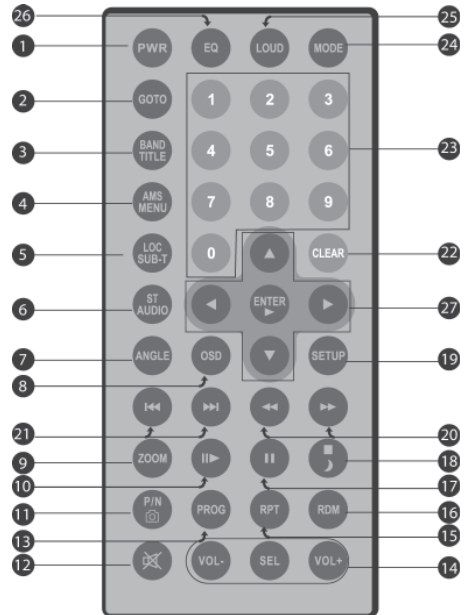 26 25
1 PWR EQ LOUD MODE 24
2 GOTO 1 2 3
3 BAND TITLE 4 5 6 23
4 AMS MENU 7 8 9
5 LOC SUB-T 0 CLEAR 22
6 ST AUDIO ENTER 27
7 ANGLE OSD SETUP 19
8
21 20
9 ZOOM 18
10 17
11 P/N PROG RPT RDM 16
13 15
12 VOL- SEL VOL+ 14